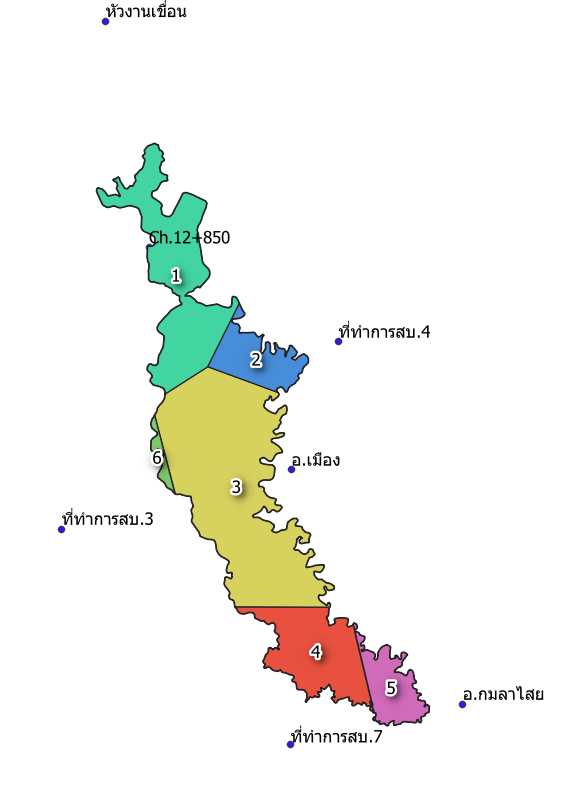 หัวงานเขื่อน
Ch.12+850
1
ที่ทำการสบ.4
2
อ.เมือง
6
3
ที่ทำการสบ.3
4
5
อ.กมลาไสย
ที่ทำการสบ.7